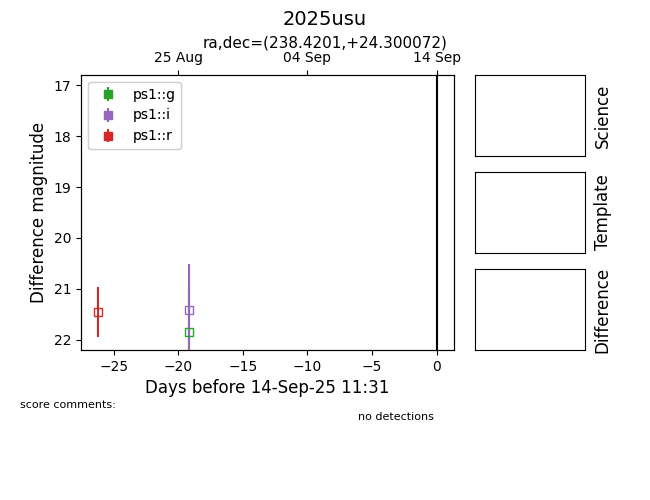 2025usu
ra,dec=(238.4201,+24.300072)
25 Aug 04 Sep 14 Sep
17
18
19
20
21
22
Difference magnitude
ps1::g
ps1::i
ps1::r
−25 −20 −15 −10 −5 0
Days before 14-Sep-25 11:31
Science
Template
Difference
score comments:
no detections